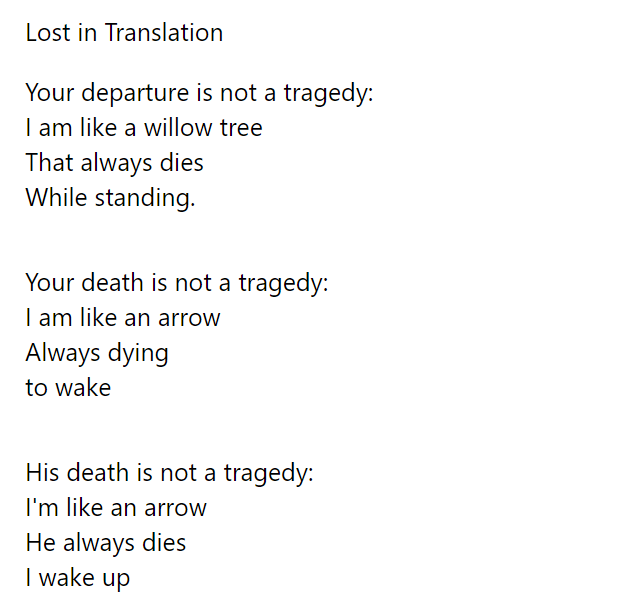 Lost in Translation
Your departure is not a tragedy:
I am like a willow tree
That always dies
While standing.
Your death is not a tragedy:
I am like an arrow
Always dying
to wake
His death is not a tragedy:
I'm like an arrow
He always dies
I wake up